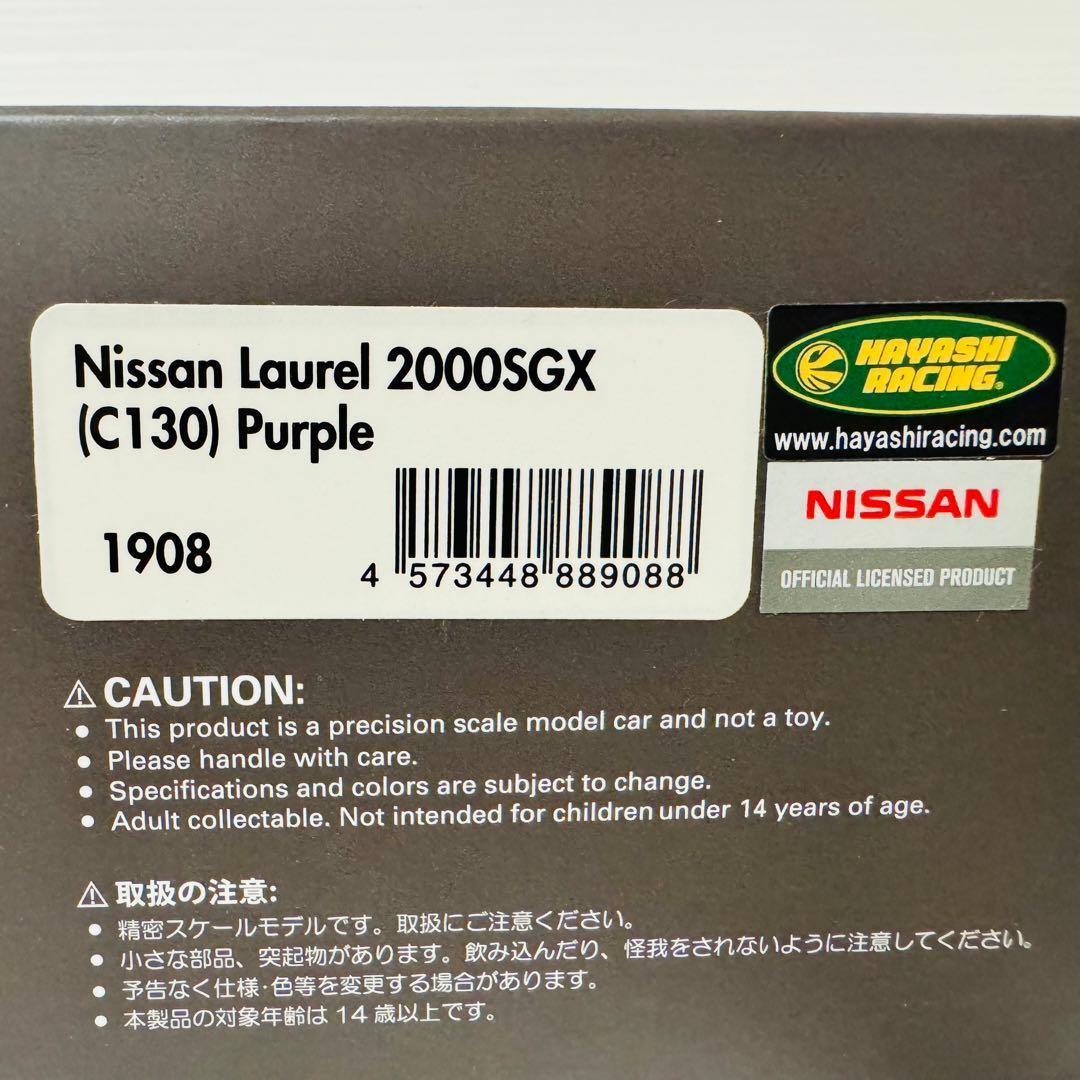 Nissan Laurel 2000SGX
(C130) Purple
1908
4 573448 889088
HAYASHI
RACING®
www.hayashiracing.com
NISSAN
OFFICIAL LICENSED PRODUCT
⚠ CAUTION:
● This product is a precision scale model car and not a toy.
● Please handle with care.
● Specifications and colors are subject to change.
● Adult collectable. Not intended for children under 14 years of age.
⚠ 取扱の注意:
● 精密スケールモデルです。取扱にご注意ください。
● 小さな部品、突起物があります。飲み込んだり、怪我をされないように注意してください。
● 予告なく仕様・色等を変更する場合があります。
● 本製品の対象年齢は 14 歳以上です。